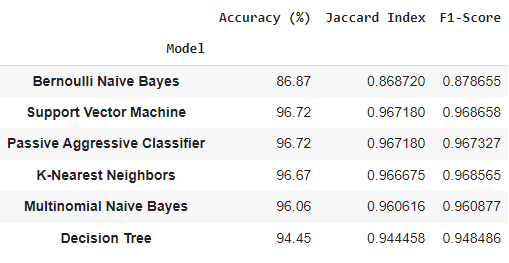 Accuracy (%) Jaccard Index F1-Score
Model
Bernoulli Naive Bayes 86.87 0.868720 0.878655
Support Vector Machine 96.72 0.967180 0.968658
Passive Aggressive Classifier 96.72 0.967180 0.967327
K-Nearest Neighbors 96.67 0.966675 0.968565
Multinomial Naive Bayes 96.06 0.960616 0.960877
Decision Tree 94.45 0.944458 0.948486